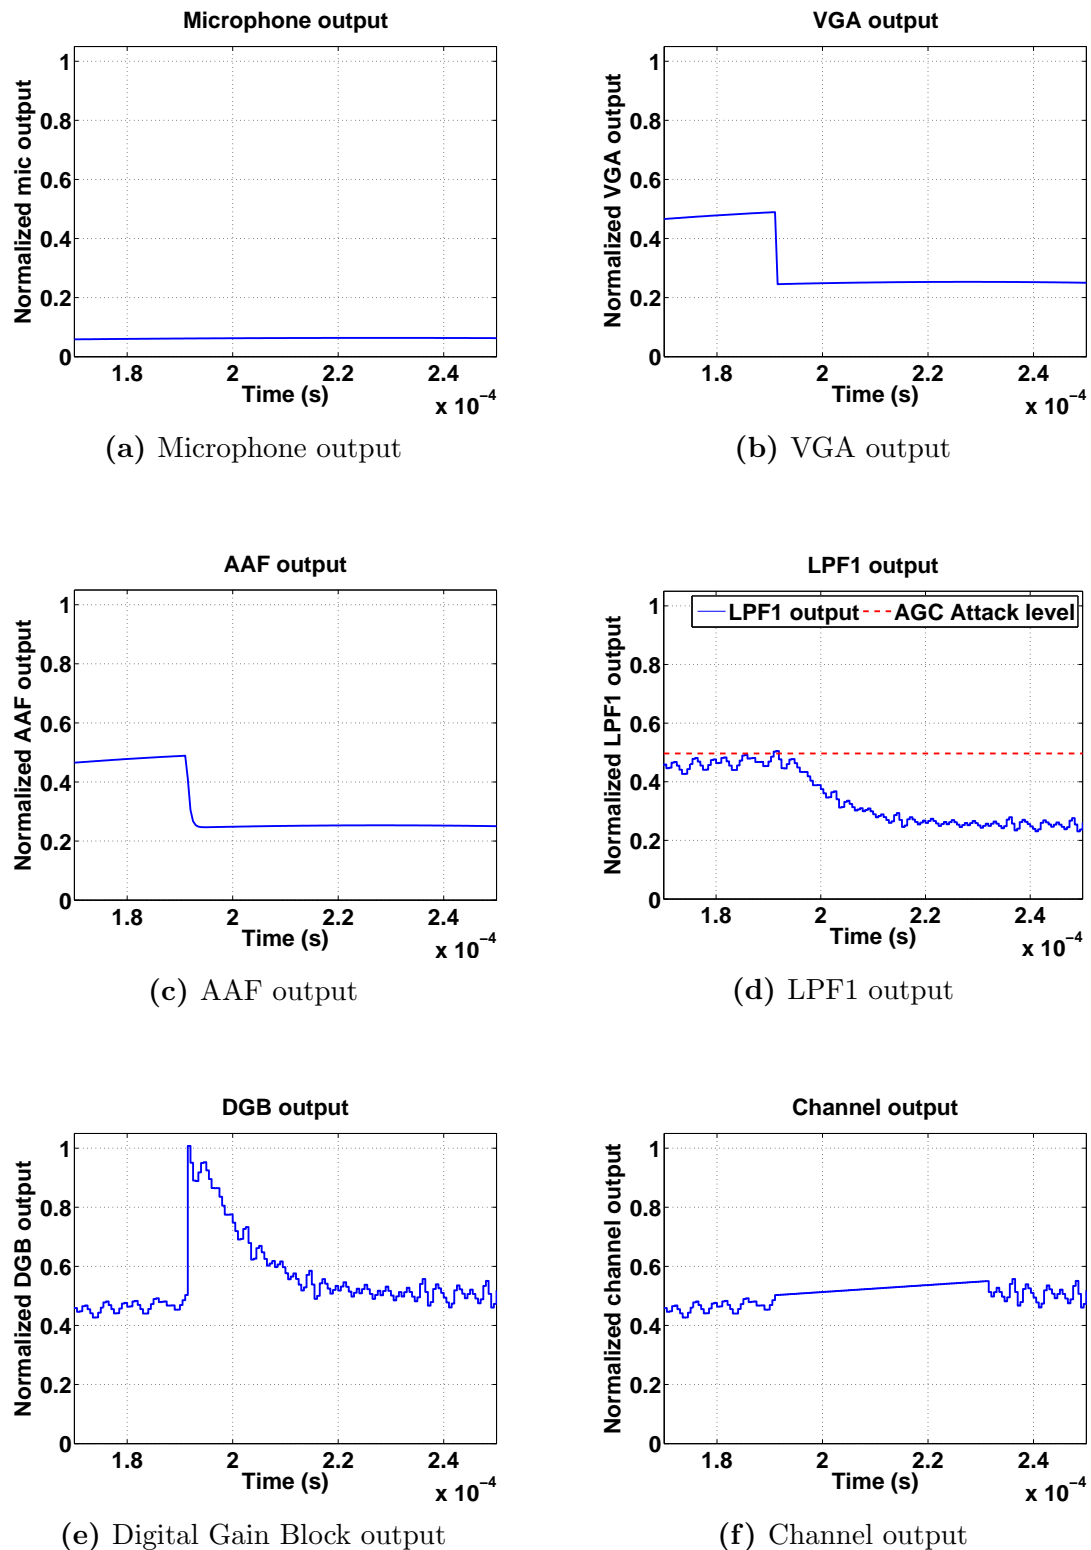 Microphone output
Normalized mic output
1
0.8
0.6
0.4
0.2
0
1.8
2
2.2
2.4
Time (s)
x 10−4
(a) Microphone output
VGA output
Normalized VGA output
1
0.8
0.6
0.4
0.2
0
1.8
2
2.2
2.4
Time (s)
x 10−4
(b) VGA output
AAF output
Normalized AAF output
1
0.8
0.6
0.4
0.2
0
1.8
2
2.2
2.4
Time (s)
x 10−4
(c) AAF output
LPF1 output
Normalized LPF1 output
LPF1 output
AGC Attack level
1
0.8
0.6
0.4
0.2
0
1.8
2
2.2
2.4
Time (s)
x 10−4
(d) LPF1 output
DGB output
Normalized DGB output
1
0.8
0.6
0.4
0.2
0
1.8
2
2.2
2.4
Time (s)
x 10−4
(e) Digital Gain Block output
Channel output
Normalized channel output
1
0.8
0.6
0.4
0.2
0
1.8
2
2.2
2.4
Time (s)
x 10−4
(f) Channel output